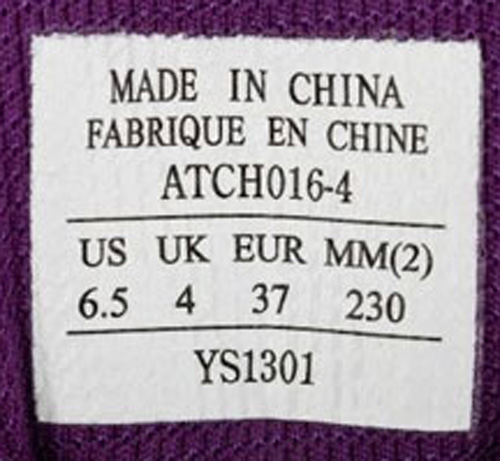 MADE IN CHINA
FABRIQUE EN CHINE
ATCH016-4
US UK EUR MM(2)
6.5 4 37 230
YS1301